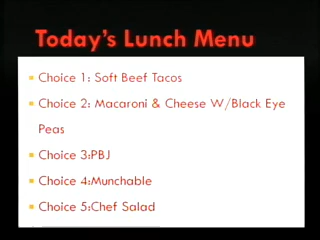 Today's Lunch Menu
Choice 1: Soft Beef Tacos
Choice 2: Macaroni & Cheese W/Black Eye
Peas
Choice 3:PBJ
Choice 4:Munchable
Choice 5:Chef Salad